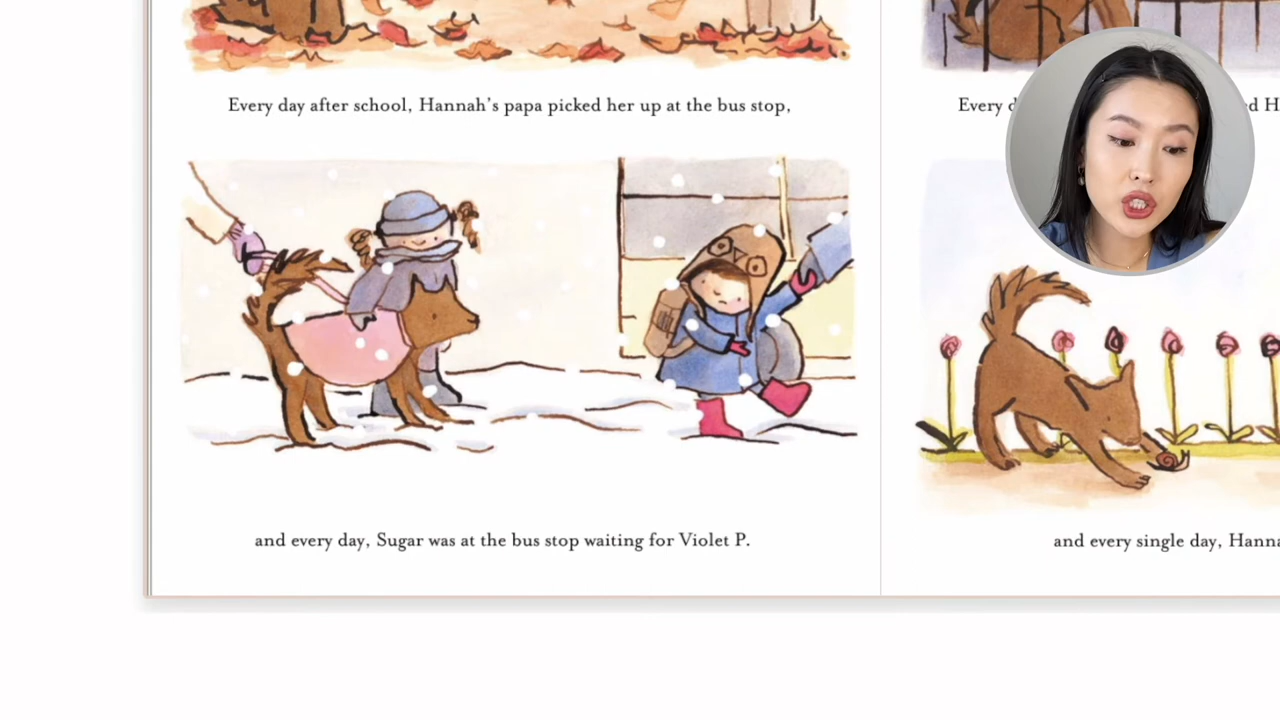 Every day after school, Hannah's papa picked her up at the bus stop,
and every day, Sugar was at the bus stop waiting for Violet P.
Every
and every single day,